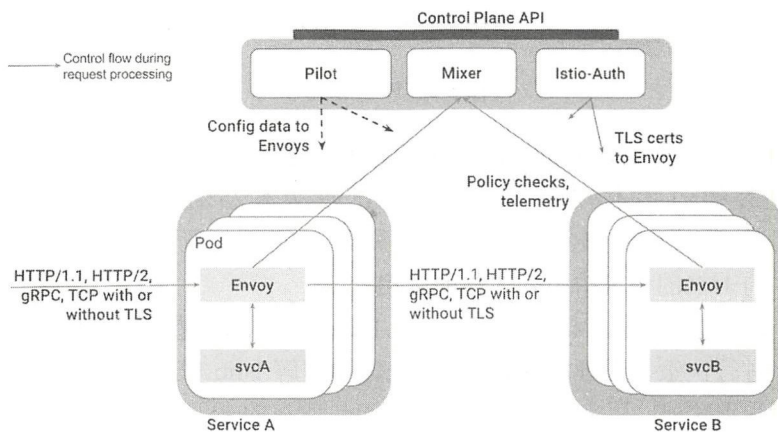 Control Plane API
Control flow during
request processing
Pilot
Mixer
Istio-Auth
Config data to
Envoys
TLS certs
to Envoy
Policy checks,
telemetry
Pod
HTTP/1.1, HTTP/2,
gRPC, TCP with or
without TLS
Envoy
HTTP/1.1, HTTP/2,
gRPC, TCP with or
without TLS
Envoy
svcA
svcB
Service A
Service B